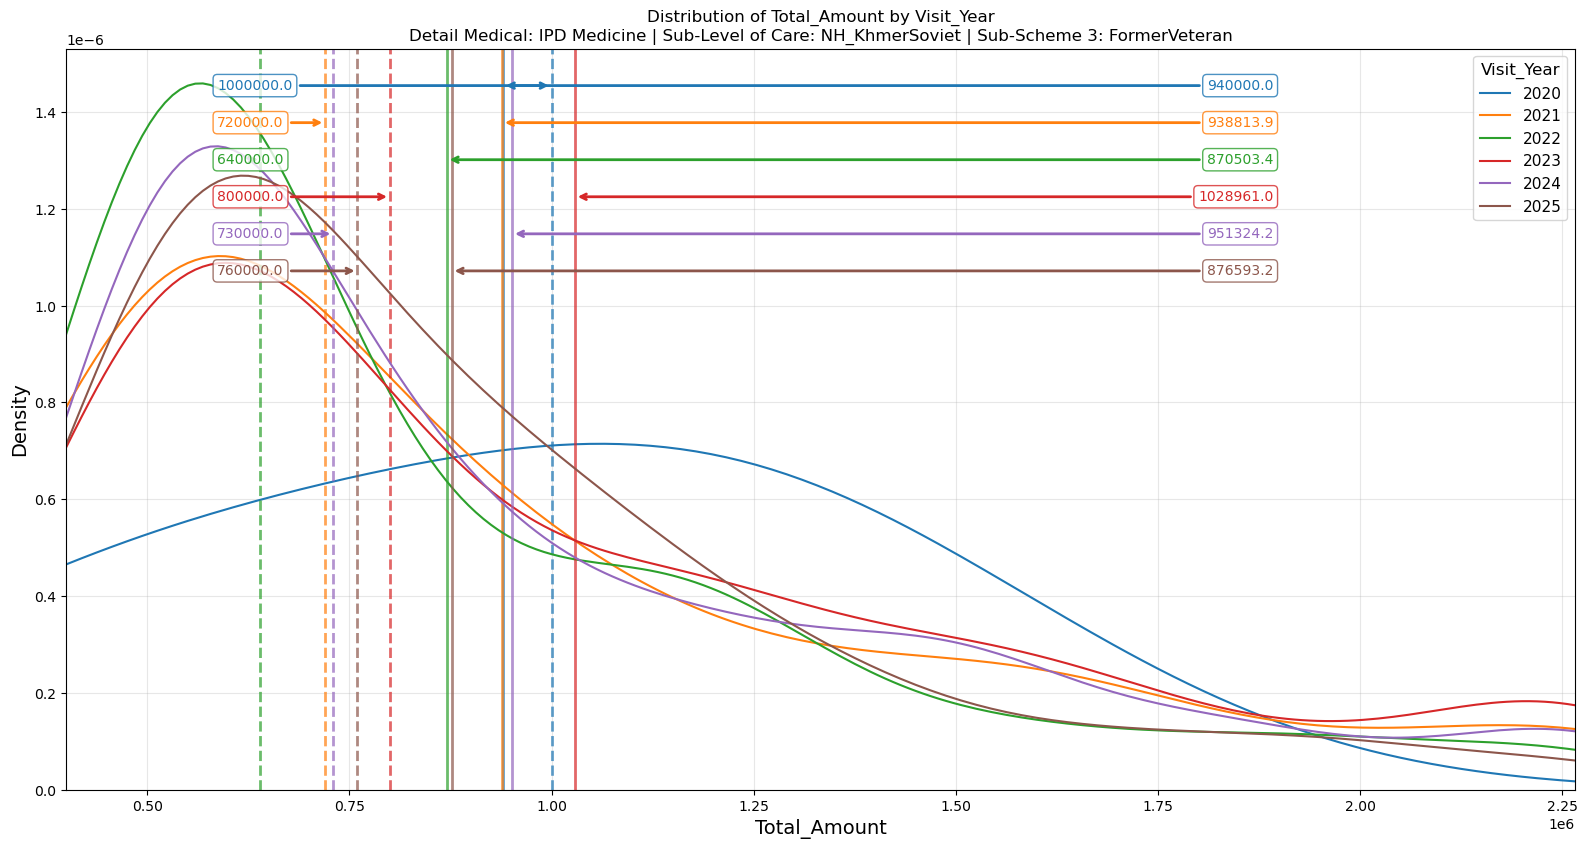 Distribution of Total_Amount by Visit_Year
Detail Medical: IPD Medicine | Sub-Level of Care: NH_KhmerSoviet | Sub-Scheme 3: FormerVeteran
1e−6
Visit_Year
2020
2021
2022
2023
2024
2025
1000000.0 940000.0
720000.0 938813.9
640000.0 870503.4
800000.0 1028961.0
730000.0 951324.2
760000.0 876593.2
1.4
1.2
1.0
0.8
0.6
0.4
0.2
0.0
Density
0.50 0.75 1.00 1.25 1.50 1.75 2.00 2.25
1e6
Total_Amount